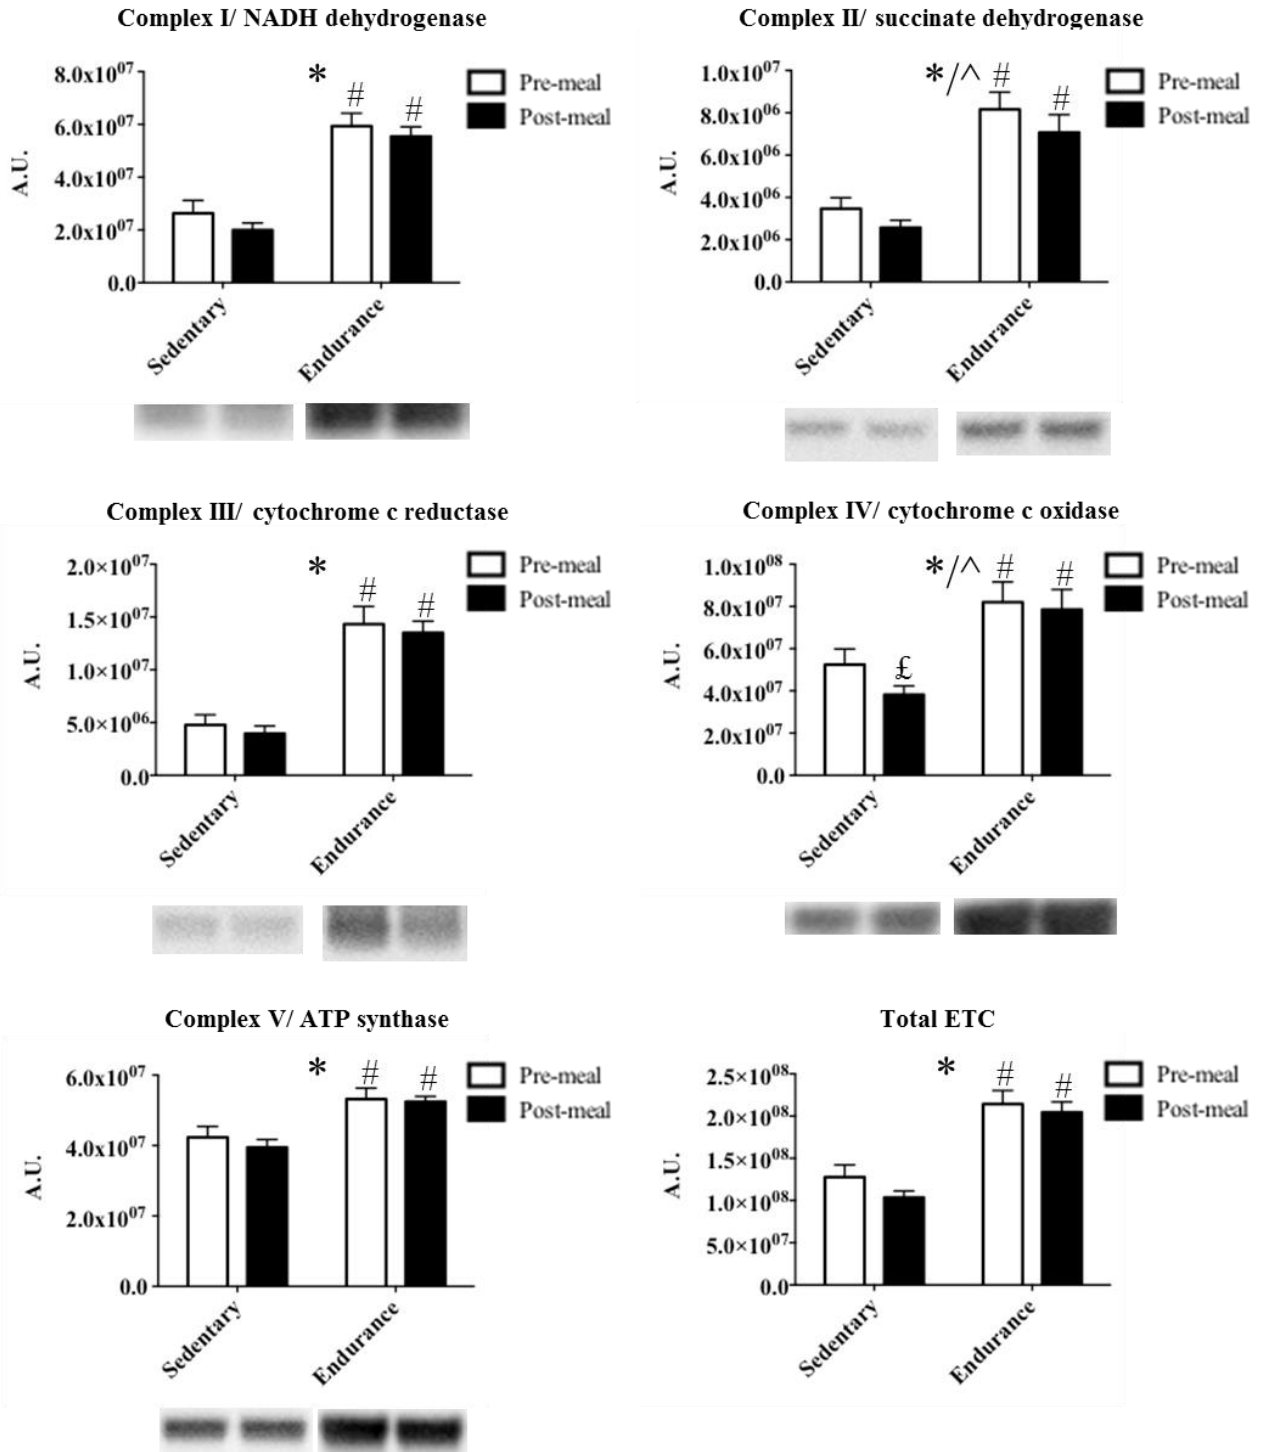 Complex I/ NADH dehydrogenase
8.0x10⁰⁷
6.0x10⁰⁷
4.0x10⁰⁷
2.0x10⁰⁷
0.0
A.U.
*
#
#
Pre-meal
Post-meal
Sedentary
Endurance
Complex II/ succinate dehydrogenase
1.0x10⁰⁷
8.0x10⁰⁶
6.0x10⁰⁶
4.0x10⁰⁶
2.0x10⁰⁶
0.0
A.U.
*/^
#
#
Pre-meal
Post-meal
Sedentary
Endurance
Complex III/ cytochrome c reductase
2.0×10⁰⁷
1.5×10⁰⁷
1.0×10⁰⁷
5.0×10⁰⁶
0.0
A.U.
*
#
#
Pre-meal
Post-meal
Sedentary
Endurance
Complex IV/ cytochrome c oxidase
1.0x10⁰⁸
8.0x10⁰⁷
6.0x10⁰⁷
4.0x10⁰⁷
2.0x10⁰⁷
0.0
A.U.
£
*/^
#
#
Pre-meal
Post-meal
Sedentary
Endurance
Complex V/ ATP synthase
6.0x10⁰⁷
4.0x10⁰⁷
2.0x10⁰⁷
0.0
A.U.
*
#
#
Pre-meal
Post-meal
Sedentary
Endurance
Total ETC
2.5×10⁰⁸
2.0×10⁰⁸
1.5×10⁰⁸
1.0×10⁰⁸
5.0×10⁰⁷
0.0
A.U.
*
#
#
Pre-meal
Post-meal
Sedentary
Endurance